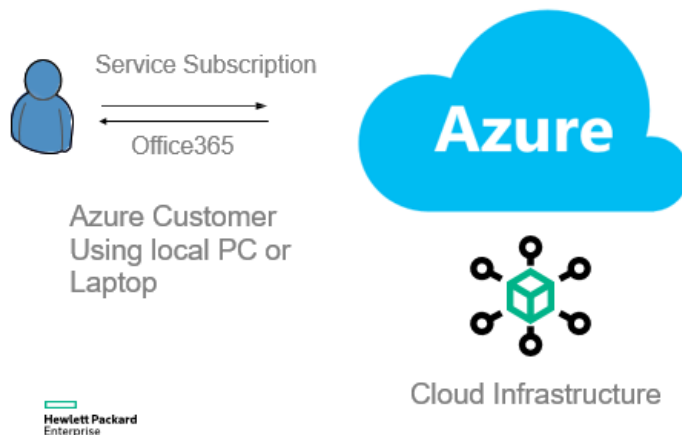 Service Subscription
Azure
Office365
Azure Customer
Using local PC or
Laptop
Cloud Infrastructure
Hewlett Packard
Enterprise